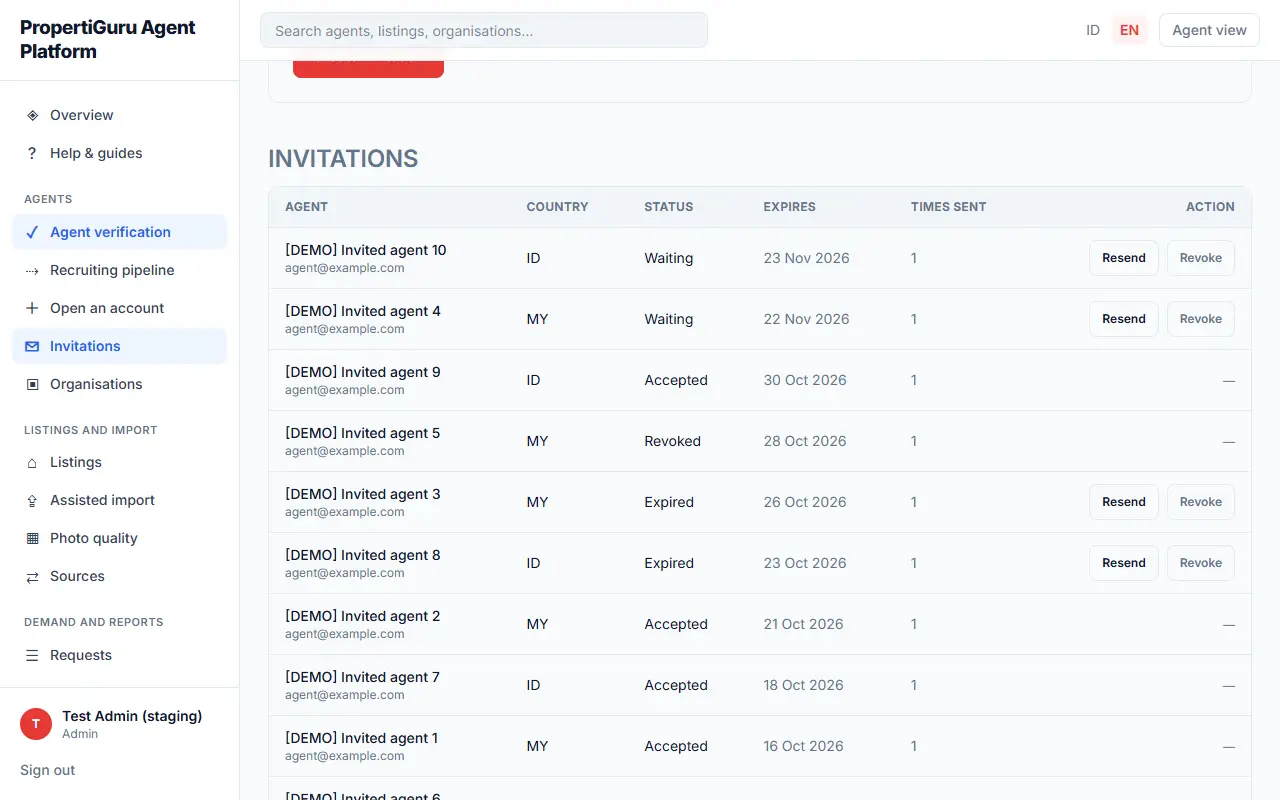 PropertiGuru Agent
Platform
Search agents, listings, organisations...
ID
EN
Agent view
Overview
? Help & guides
AGENTS
Agent verification
Recruiting pipeline
Open an account
Invitations
Organisations
LISTINGS AND IMPORT
Listings
Assisted import
Photo quality
Sources
DEMAND AND REPORTS
Requests
T
Test Admin (staging)
Admin
Sign out
INVITATIONS
AGENT COUNTRY STATUS EXPIRES TIMES SENT ACTION
[DEMO] Invited agent 10
agent@example.com
ID Waiting 23 Nov 2026 1 Resend Revoke
[DEMO] Invited agent 4
agent@example.com
MY Waiting 22 Nov 2026 1 Resend Revoke
[DEMO] Invited agent 9
agent@example.com
ID Accepted 30 Oct 2026 1 —
[DEMO] Invited agent 5
agent@example.com
MY Revoked 28 Oct 2026 1 —
[DEMO] Invited agent 3
agent@example.com
MY Expired 26 Oct 2026 1 Resend Revoke
[DEMO] Invited agent 8
agent@example.com
ID Expired 23 Oct 2026 1 Resend Revoke
[DEMO] Invited agent 2
agent@example.com
MY Accepted 21 Oct 2026 1 —
[DEMO] Invited agent 7
agent@example.com
ID Accepted 18 Oct 2026 1 —
[DEMO] Invited agent 1
agent@example.com
MY Accepted 16 Oct 2026 1 —
[DEMO] Invited agent 6